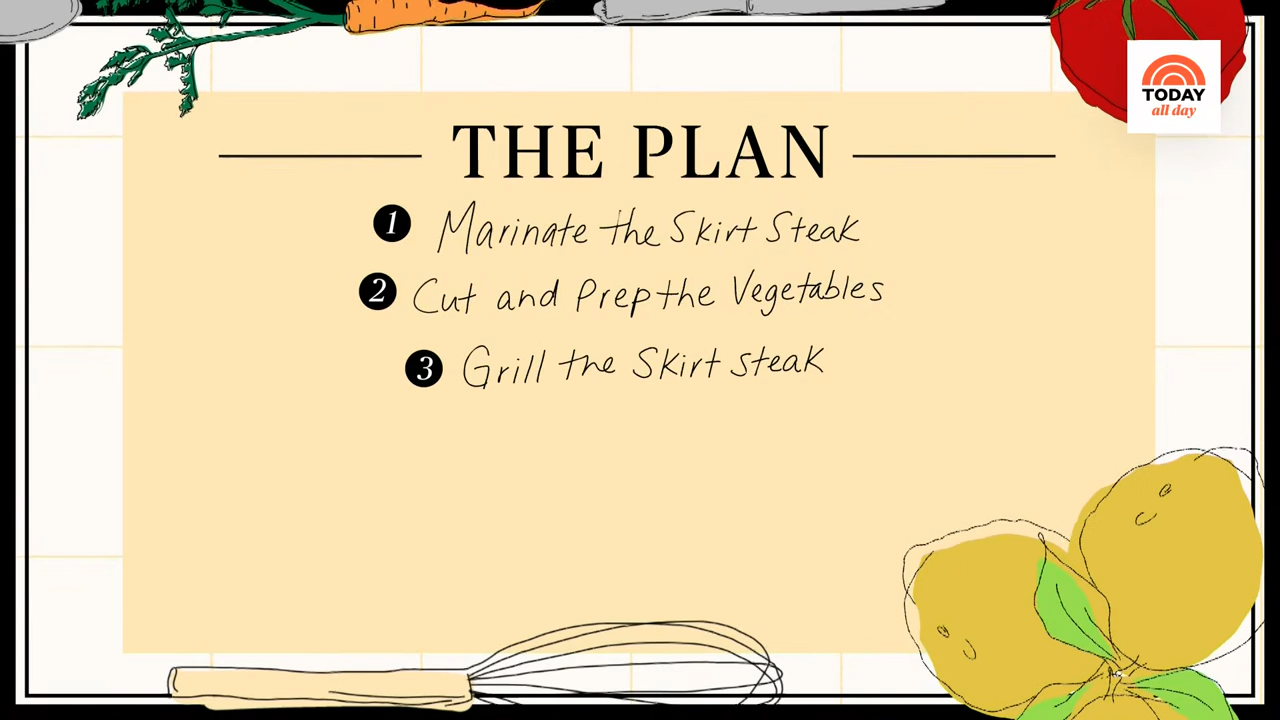 TODAY
all day
THE PLAN
1 Marinate the Skirt Steak
2 Cut and Prep the Vegetables
3 Grill the Skirt Steak